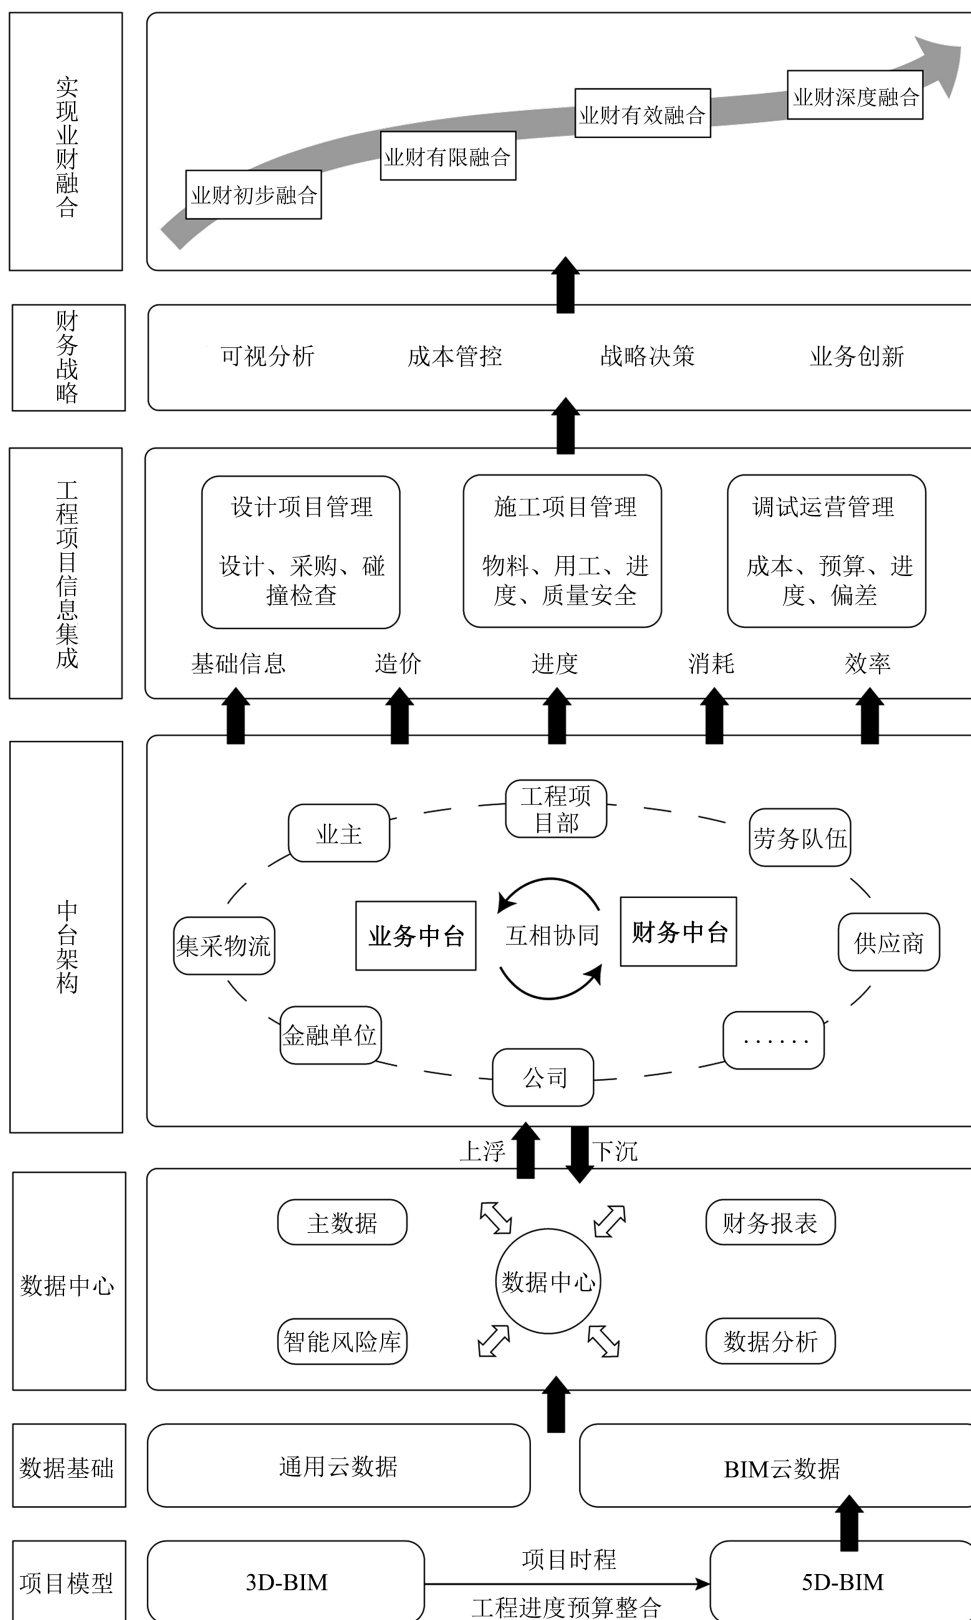 实现业财融合
业财初步融合
业财有限融合
业财有效融合
业财深度融合
财务战略
可视分析
成本管控
战略决策
业务创新
工程项目信息集成
设计项目管理
设计、采购、碰
撞检查
施工项目管理
物料、用工、进
度、质量安全
调试运营管理
成本、预算、进
度、偏差
基础信息
造价
进度
消耗
效率
中台架构
工程项
目部
业主
劳务队伍
集采物流
业务中台
互相协同
财务中台
供应商
金融单位
······
公司
上浮
下沉
数据中心
主数据
财务报表
数据中心
智能风险库
数据分析
数据基础
通用云数据
BIM云数据
项目模型
3D-BIM
项目时程
工程进度预算整合
5D-BIM